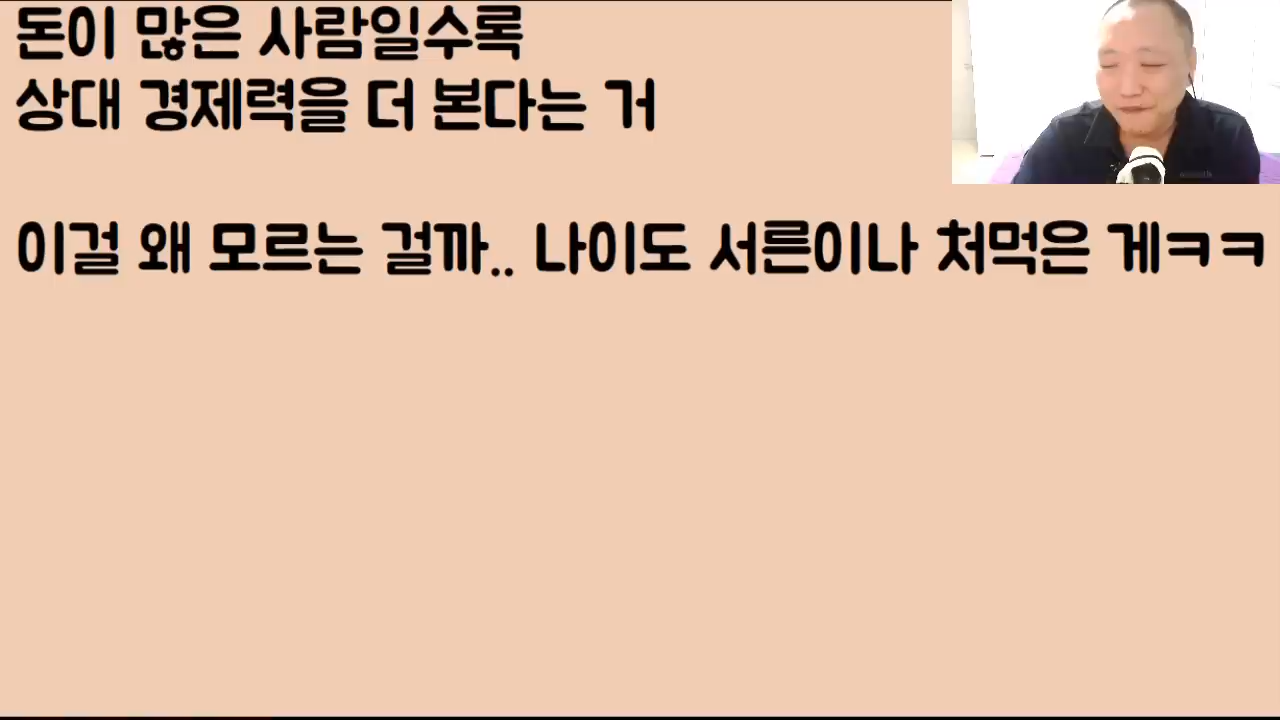 돈이 많은 사람일수록
상대 경제력을 더 본다는 거
이걸 왜 모르는 걸까.. 나이도 서른이나 처먹은 게ㅋㅋ